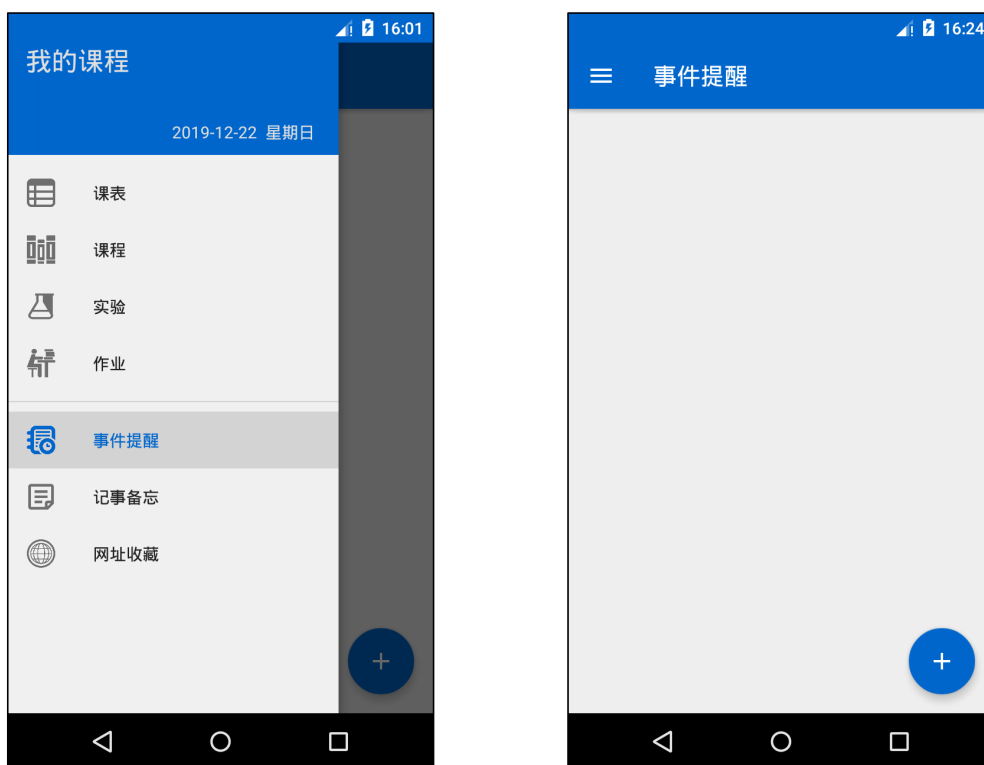 16:01
我的课程
2019-12-22 星期日
课表
课程
实验
作业
事件提醒
记事备忘
网址收藏
16:24
事件提醒